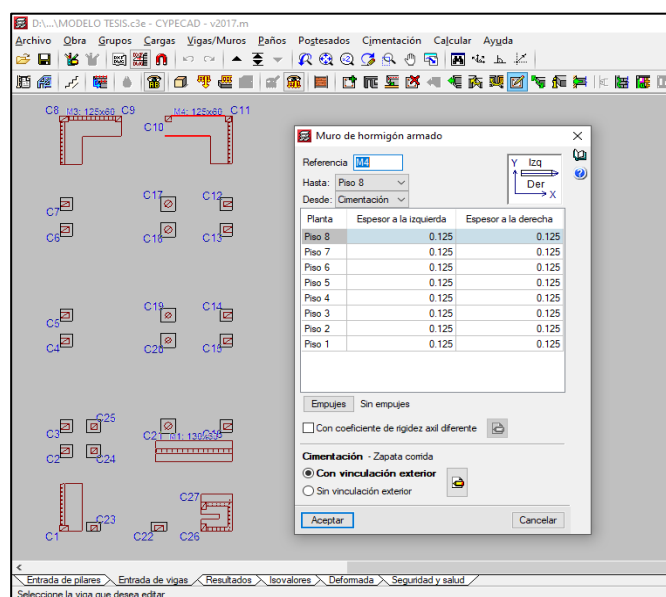 D:\...\MODELO TESIS.c3e - CYPECAD - v2017.m
Archivo Obra Grupos Cargas Vigas/Muros Paños Postesados Cimentación Calcular Ayuda
C8 M3: 125x60 C9 M4: 125x60 C11
C10
C7 C17 C12
C6 C18 C13
C5 C19 C14
C4 C20 C15
C3 C25 C21 M1:
C2 C24
C27
C1 C23 C22 C26
Muro de hormigón armado
Referencia M4
Y Izq
Der
X
Hasta: Piso 8
Desde: Cimentación
Planta Espesor a la izquierda Espesor a la derecha
Piso 8 0.125 0.125
Piso 7 0.125 0.125
Piso 6 0.125 0.125
Piso 5 0.125 0.125
Piso 4 0.125 0.125
Piso 3 0.125 0.125
Piso 2 0.125 0.125
Piso 1 0.125 0.125
Empujes Sin empujes
Con coeficiente de rigidez axil diferente
Cimentación - Zapata corrida
Con vinculación exterior
Sin vinculación exterior
Aceptar Cancelar
Entrada de pilares Entrada de vigas Resultados Isovalores Deformada Seguridad y salud
Seleccione la viga que desea editar